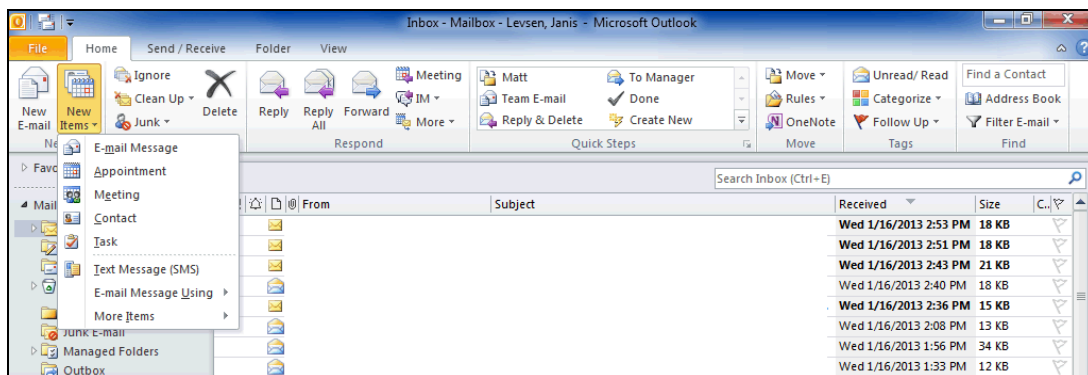 Inbox - Mailbox - Levsen, Janis - Microsoft Outlook
File Home Send / Receive Folder View
New E-mail
New Items
Ignore
Clean Up
Junk
Delete
Reply
Reply All
Forward
Meeting
IM
More
Respond
Matt
Team E-mail
Reply & Delete
To Manager
Done
Create New
Quick Steps
Move
Rules
OneNote
Move
Unread/ Read
Categorize
Follow Up
Tags
Find a Contact
Address Book
Filter E-mail
Find
E-mail Message
Appointment
Meeting
Contact
Task
Text Message (SMS)
E-mail Message Using
More Items
Search Inbox (Ctrl+E)
From Subject Received Size C..
Wed 1/16/2013 2:53 PM 18 KB
Wed 1/16/2013 2:51 PM 18 KB
Wed 1/16/2013 2:43 PM 21 KB
Wed 1/16/2013 2:40 PM 18 KB
Wed 1/16/2013 2:36 PM 15 KB
Wed 1/16/2013 2:08 PM 13 KB
Wed 1/16/2013 1:56 PM 34 KB
Wed 1/16/2013 1:33 PM 12 KB
Junk E-mail
Managed Folders
Outbox